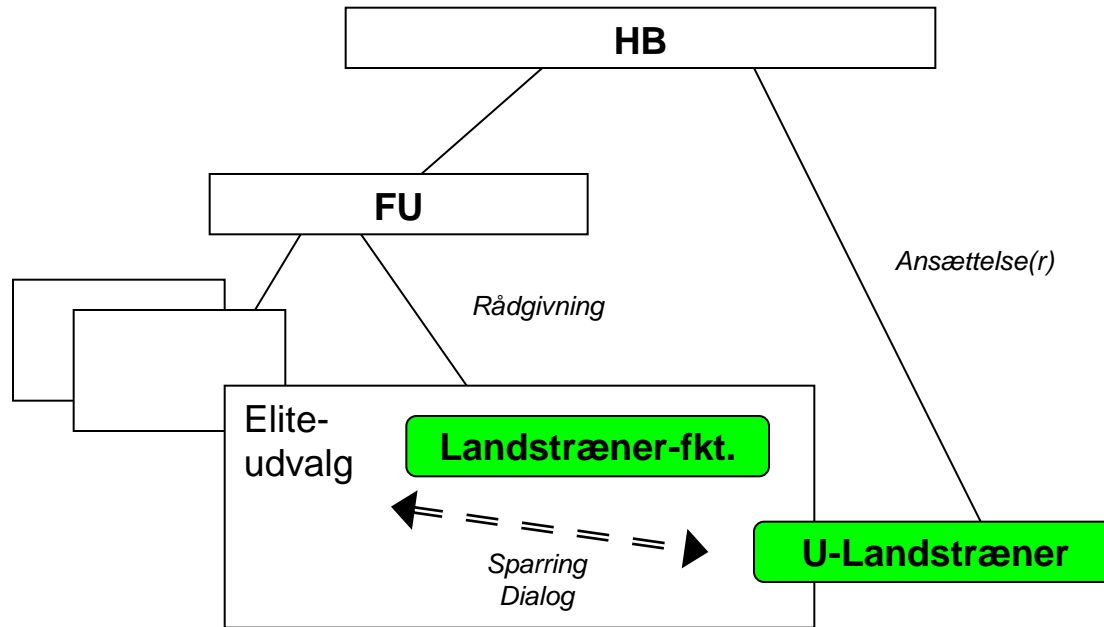 HB
FU
Ansættelse(r)
Rådgivning
Elite-
udvalg
Landstræner-fkt.
U-Landstræner
Sparring
Dialog